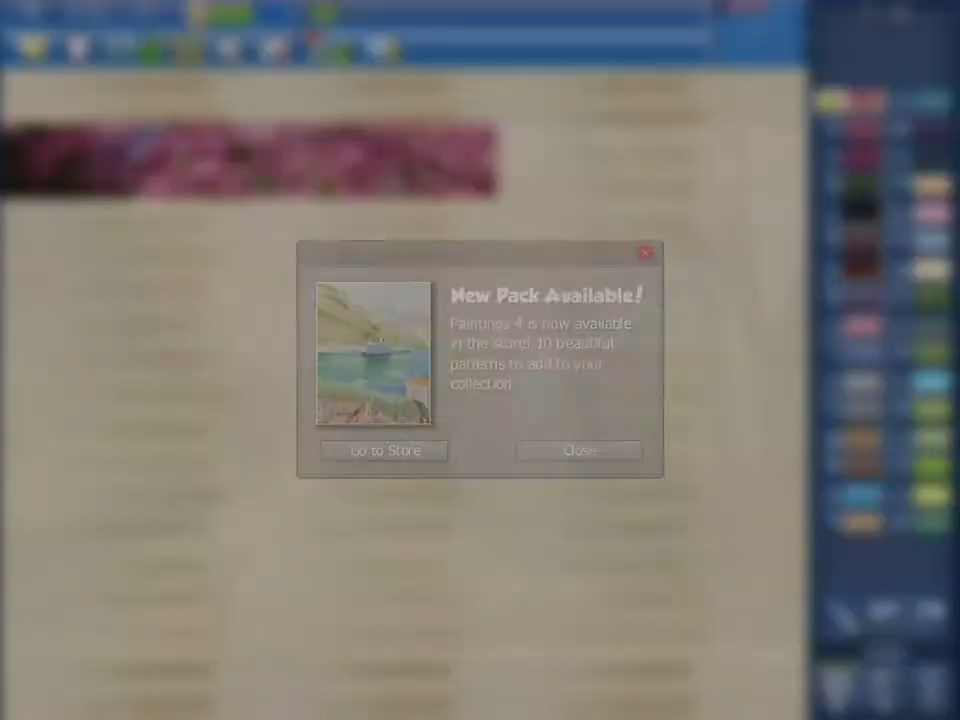 New Pack Available!
Paintings 4 is now available
in the store! 10 beautiful
patterns to add to your
collection
Go to Store
Close